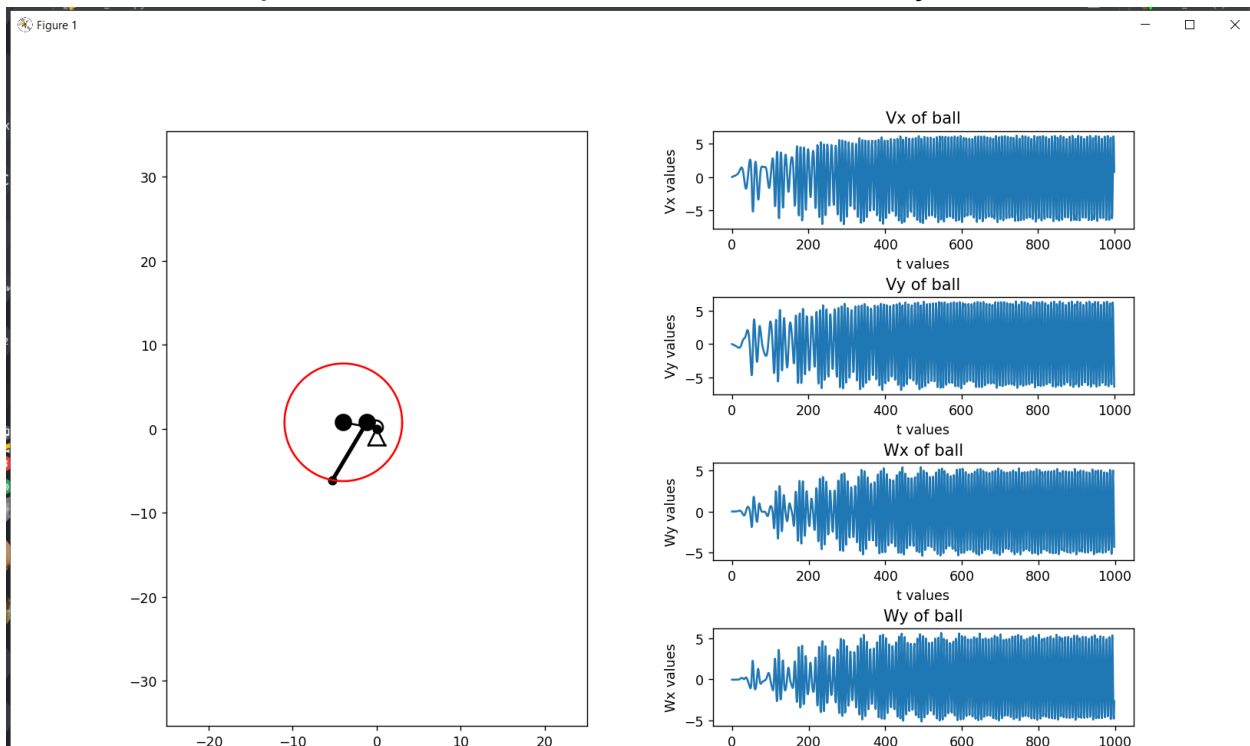 Figure 1
30
20
10
0
−10
−20
−30
−20 −10 0 10 20
Vx of ball
Vx values
5
0
−5
0 200 400 600 800 1000
t values
Vy of ball
Vy values
5
0
−5
0 200 400 600 800 1000
t values
Wx of ball
Wy values
5
0
−5
0 200 400 600 800 1000
t values
Wy of ball
Wx values
5
0
−5
0 200 400 600 800 1000